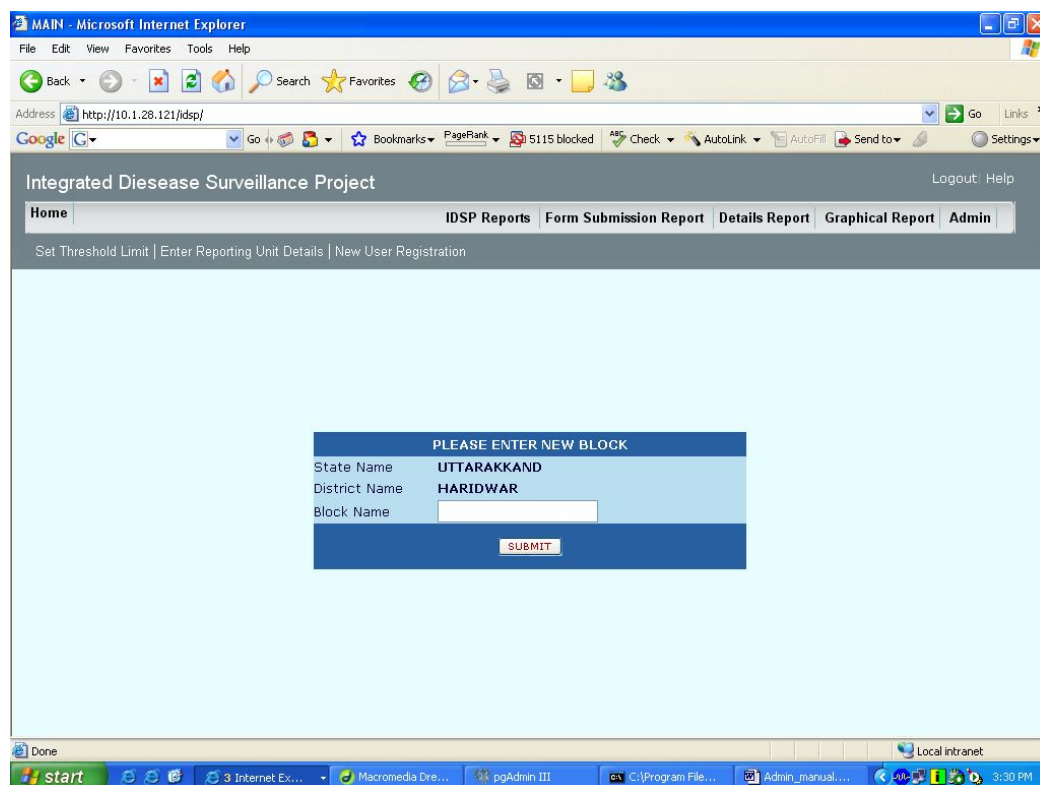 MAIN - Microsoft Internet Explorer
File Edit View Favorites Tools Help
Back Search Favorites
Address http://10.1.28.121/idsp/ Go Links
Google G Go Bookmarks PageRank 5115 blocked ABC Check AutoLink AutoFill Send to Settings
Integrated Diesease Surveillance Project Logout| Help
Home IDSP Reports Form Submission Report Details Report Graphical Report Admin
Set Threshold Limit | Enter Reporting Unit Details | New User Registration
PLEASE ENTER NEW BLOCK
State Name UTTARAKKAND
District Name HARIDWAR
Block Name
SUBMIT
Done Local intranet
start 3 Internet Ex... Macromedia Dre... pgAdmin III C:\Program File... Admin_manual.... 3:30 PM